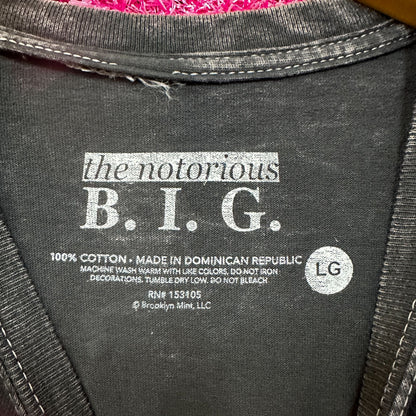 the notorious
B. I. G.
100% COTTON • MADE IN DOMINICAN REPUBLIC
MACHINE WASH WARM WITH LIKE COLORS, DO NOT IRON
DECORATIONS. TUMBLE DRY LOW. DO NOT BLEACH
RN# 153105
© Brooklyn Mint, LLC
LG